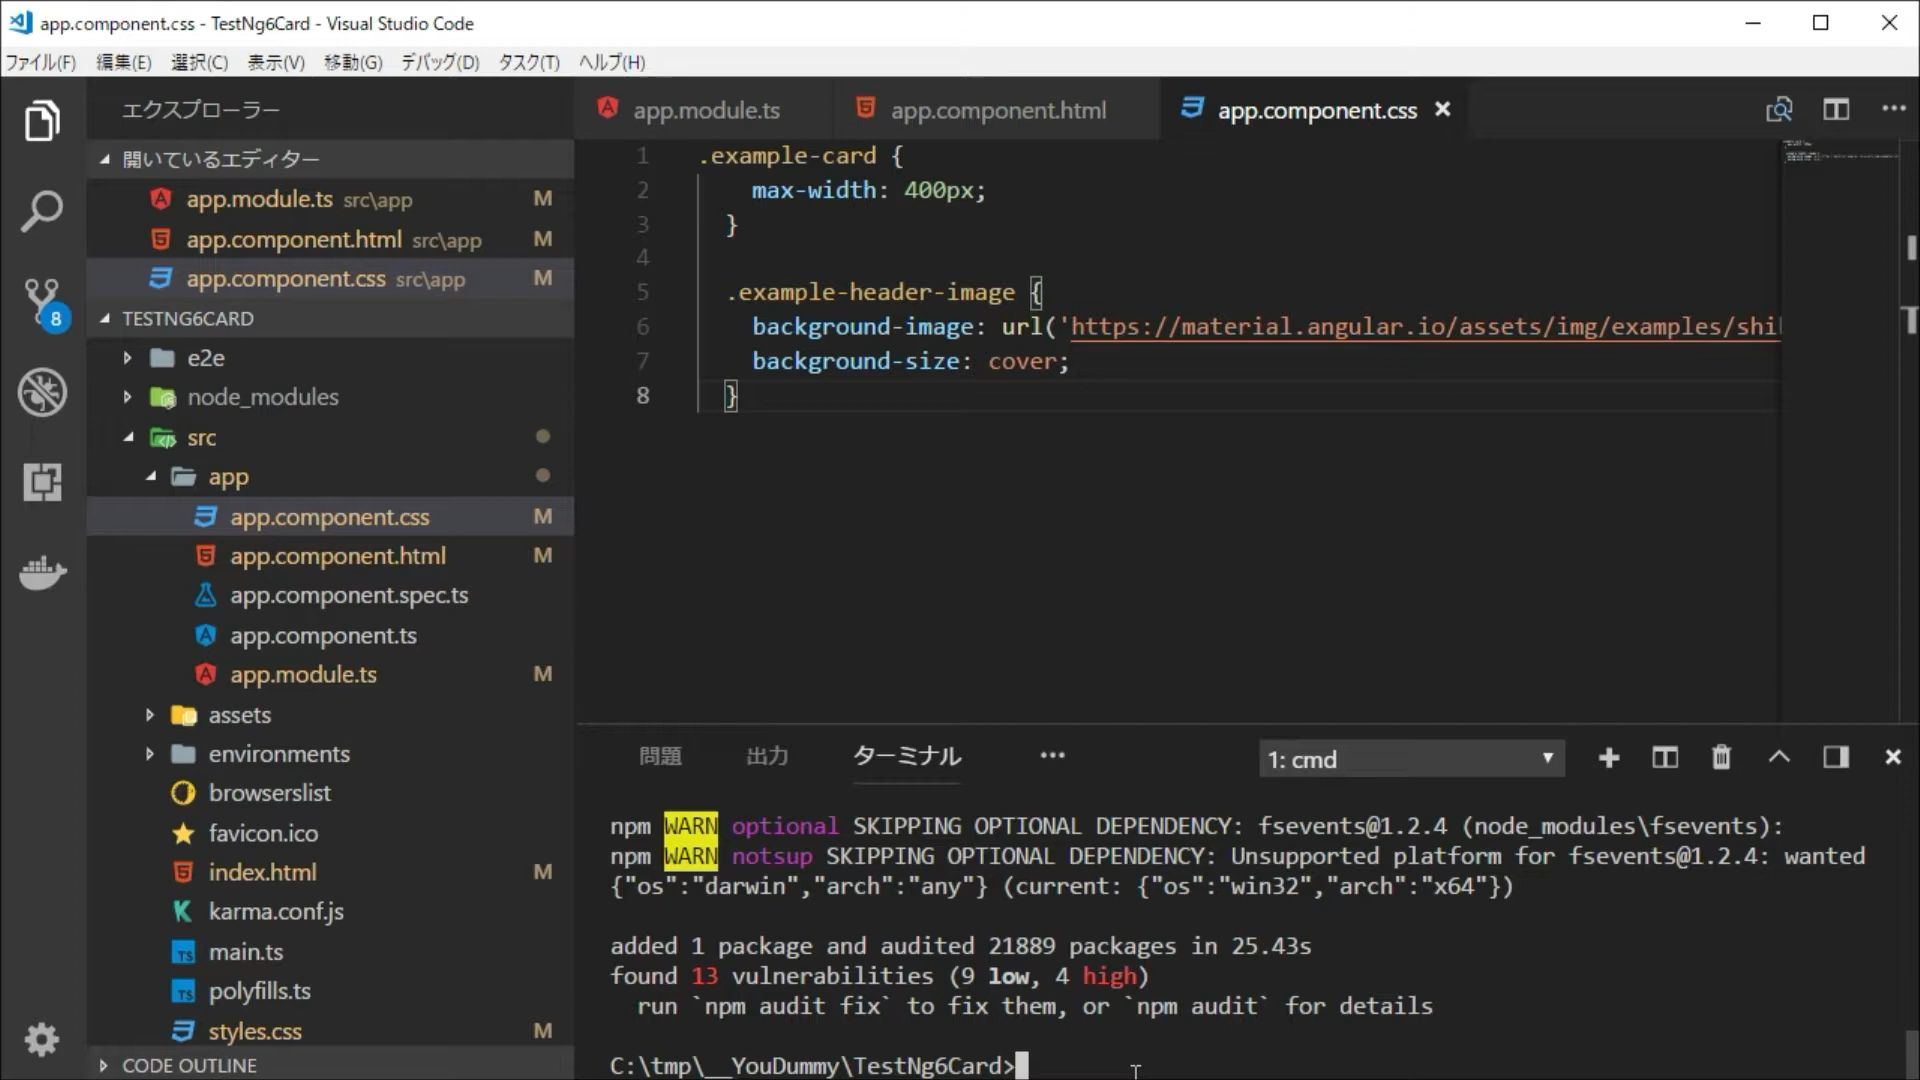 app.component.css - TestNg6Card - Visual Studio Code
ファイル(F) 編集(E) 選択(C) 表示(V) 移動(G) デバッグ(D) タスク(T) ヘルプ(H)
エクスプローラー
開いているエディター
app.module.ts src\app M
app.component.html src\app M
app.component.css src\app M
8
TESTNG6CARD
e2e
node_modules
src
app
app.component.css M
app.component.html M
app.component.spec.ts
app.component.ts
app.module.ts M
assets
environments
browserslist
favicon.ico
index.html M
karma.conf.js
main.ts
polyfills.ts
styles.css M
CODE OUTLINE
app.module.ts app.component.html app.component.css
1 .example-card {
2 max-width: 400px;
3 }
4
5 .example-header-image {
6 background-image: url('https://material.angular.io/assets/img/examples/shi
7 background-size: cover;
8 }
問題 出力 ターミナル ••• 1: cmd
npm WARN optional SKIPPING OPTIONAL DEPENDENCY: fsevents@1.2.4 (node_modules\fsevents):
npm WARN notsup SKIPPING OPTIONAL DEPENDENCY: Unsupported platform for fsevents@1.2.4: wanted
{"os":"darwin","arch":"any"} (current: {"os":"win32","arch":"x64"})
added 1 package and audited 21889 packages in 25.43s
found 13 vulnerabilities (9 low, 4 high)
run `npm audit fix` to fix them, or `npm audit` for details
C:\tmp\__YouDummy\TestNg6Card>